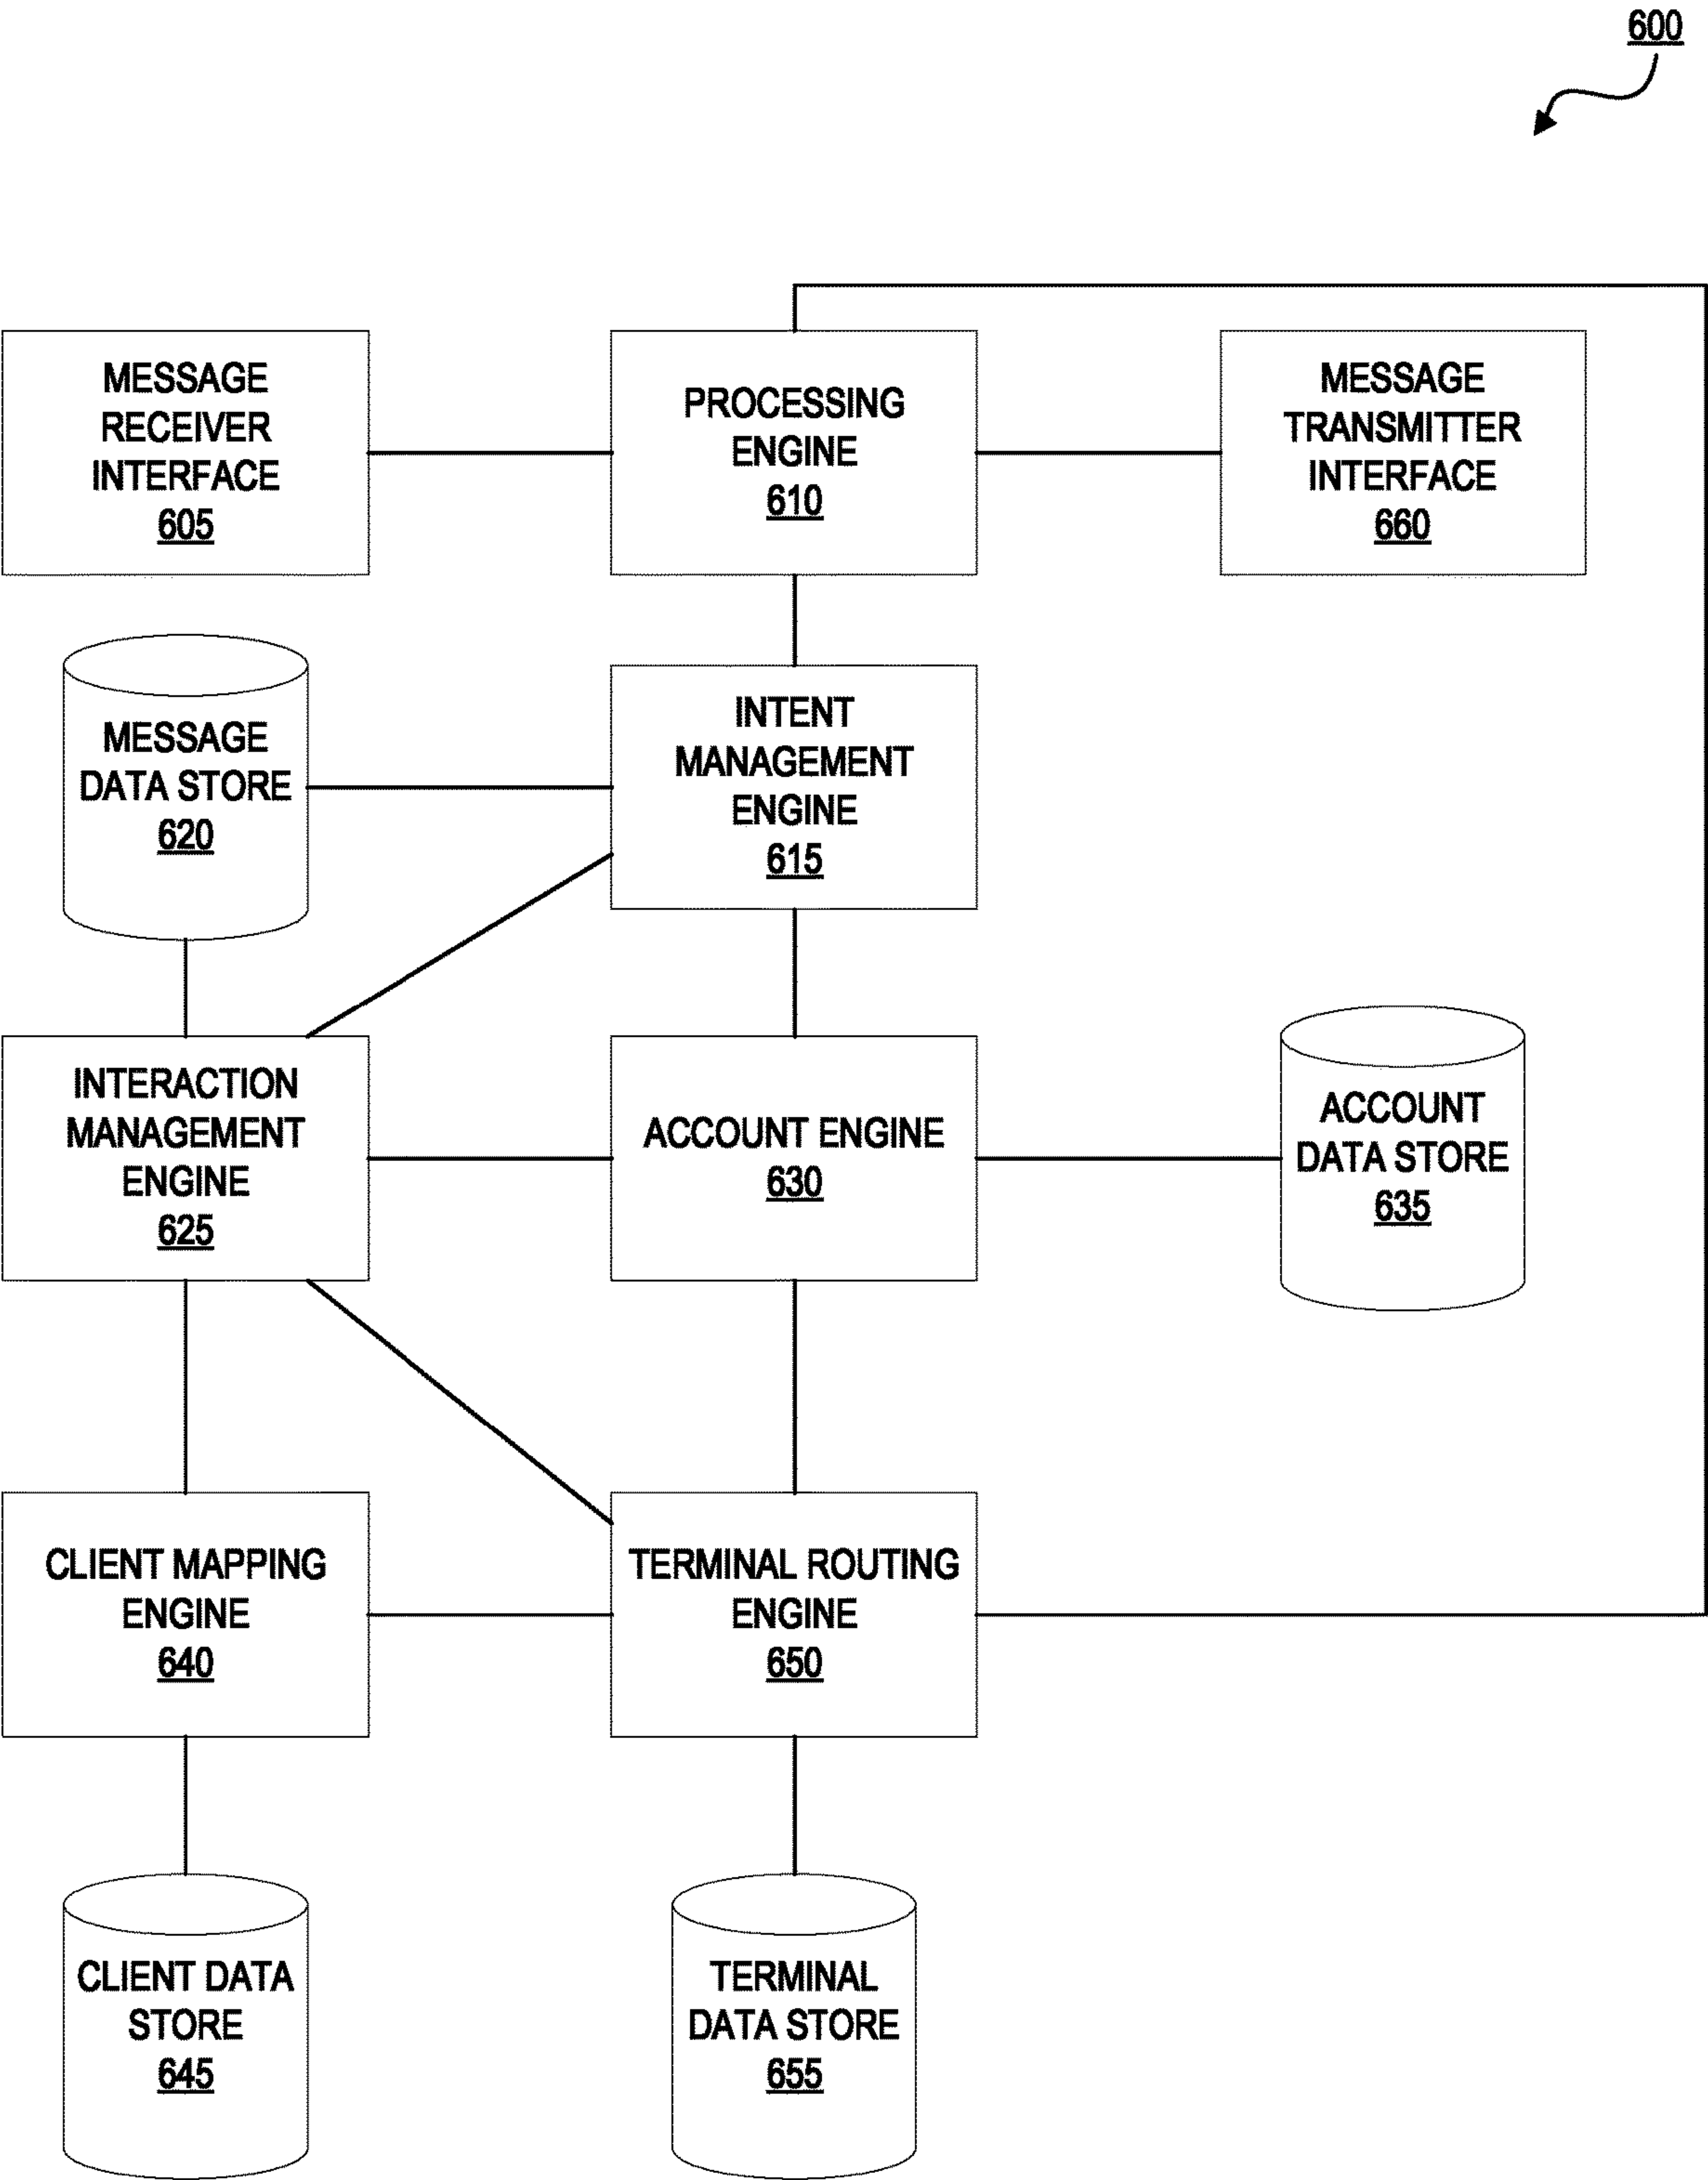 600
MESSAGE
RECEIVER
INTERFACE
605
PROCESSING
ENGINE
610
MESSAGE
TRANSMITTER
INTERFACE
660
MESSAGE
DATA STORE
620
INTENT
MANAGEMENT
ENGINE
615
INTERACTION
MANAGEMENT
ENGINE
625
ACCOUNT ENGINE
630
ACCOUNT
DATA STORE
635
CLIENT MAPPING
ENGINE
640
TERMINAL ROUTING
ENGINE
650
CLIENT DATA
STORE
645
TERMINAL
DATA STORE
655